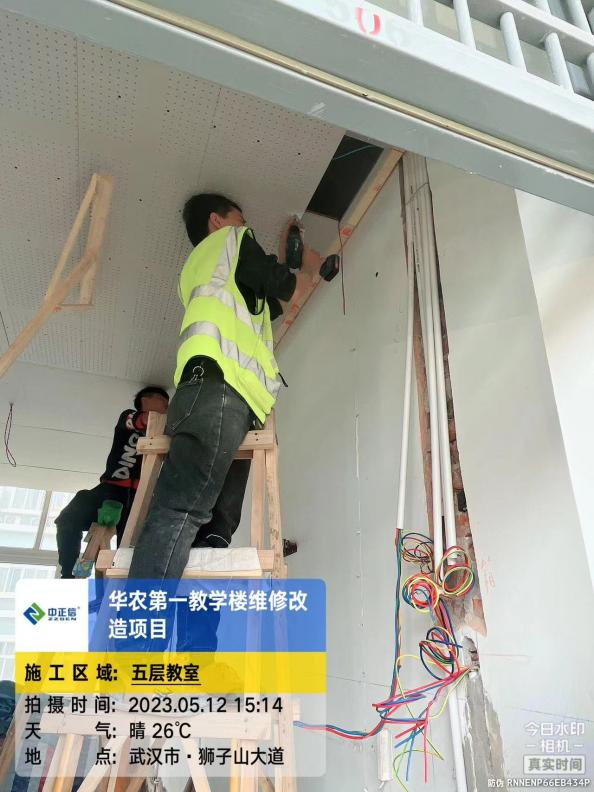 506
DINO
中正信®
ZZSEN
华农第一教学楼维修改
造项目
施工区域: 五层教室
拍摄时间: 2023.05.12 15:14
天气: 晴 26℃
地点: 武汉市·狮子山大道
今日水印
相机
真实时间
防伪 RNNENP66EB434P